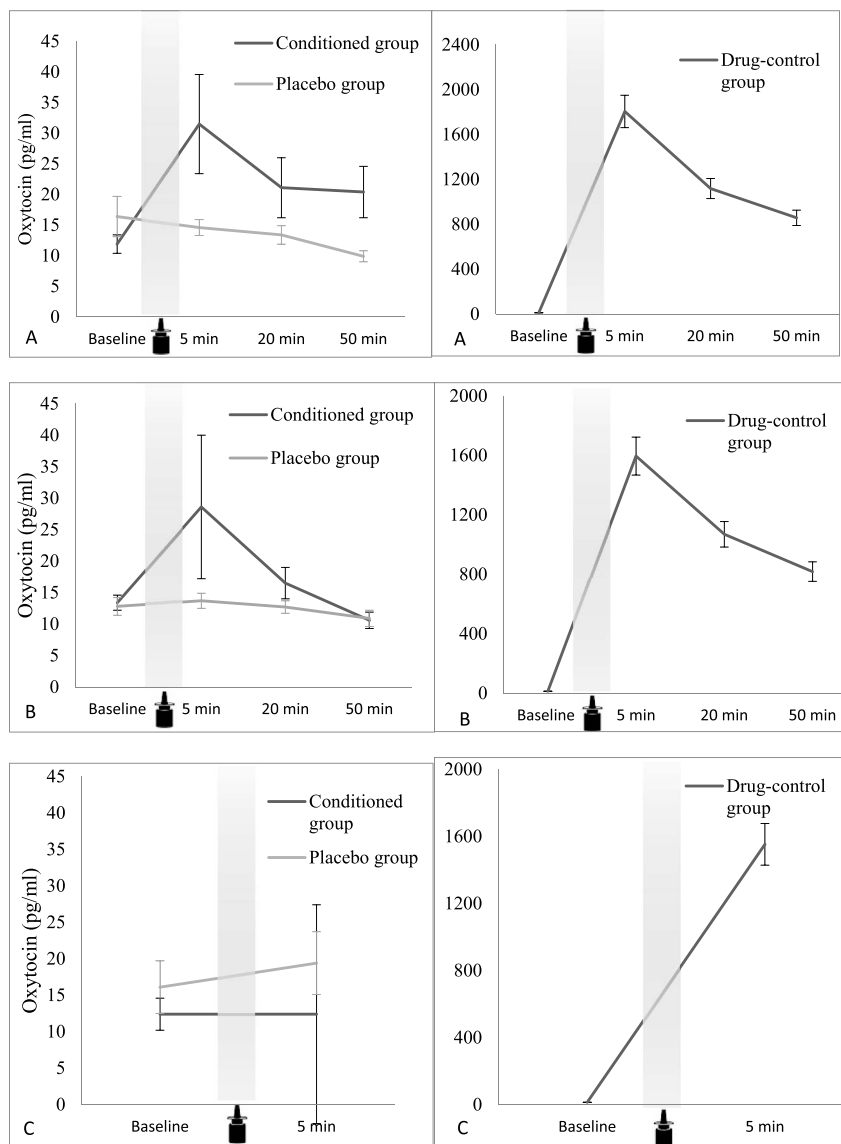 45
40
35
30
25
20
15
10
5
0
Oxytocin (pg/ml)
Conditioned group
Placebo group
A
Baseline
5 min
20 min
50 min
2400
2000
1600
1200
800
400
0
Drug-control
group
A
Baseline
5 min
20 min
50 min
45
40
35
30
25
20
15
10
5
0
Oxytocin (pg/ml)
Conditioned group
Placebo group
B
Baseline
5 min
20 min
50 min
2000
1600
1200
800
400
0
Drug-control
group
B
Baseline
5 min
20 min
50 min
45
40
35
30
25
20
15
10
5
0
Oxytocin (pg/ml)
Conditioned
group
Placebo group
C
Baseline
5 min
2000
1600
1200
800
400
0
Drug-control
group
C
Baseline
5 min